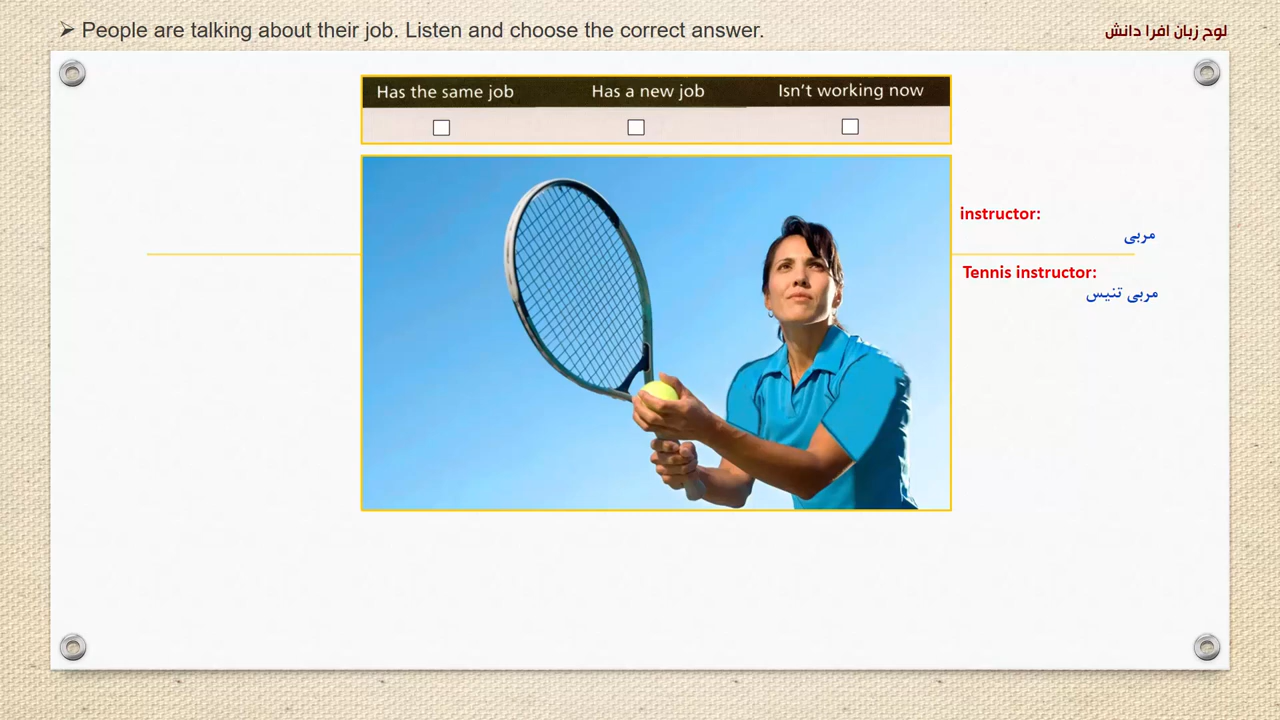 ➢ People are talking about their job. Listen and choose the correct answer.
لوح زبان افرا دانش
Has the same job Has a new job Isn't working now
instructor:
مربی
Tennis instructor:
مربی تنیس